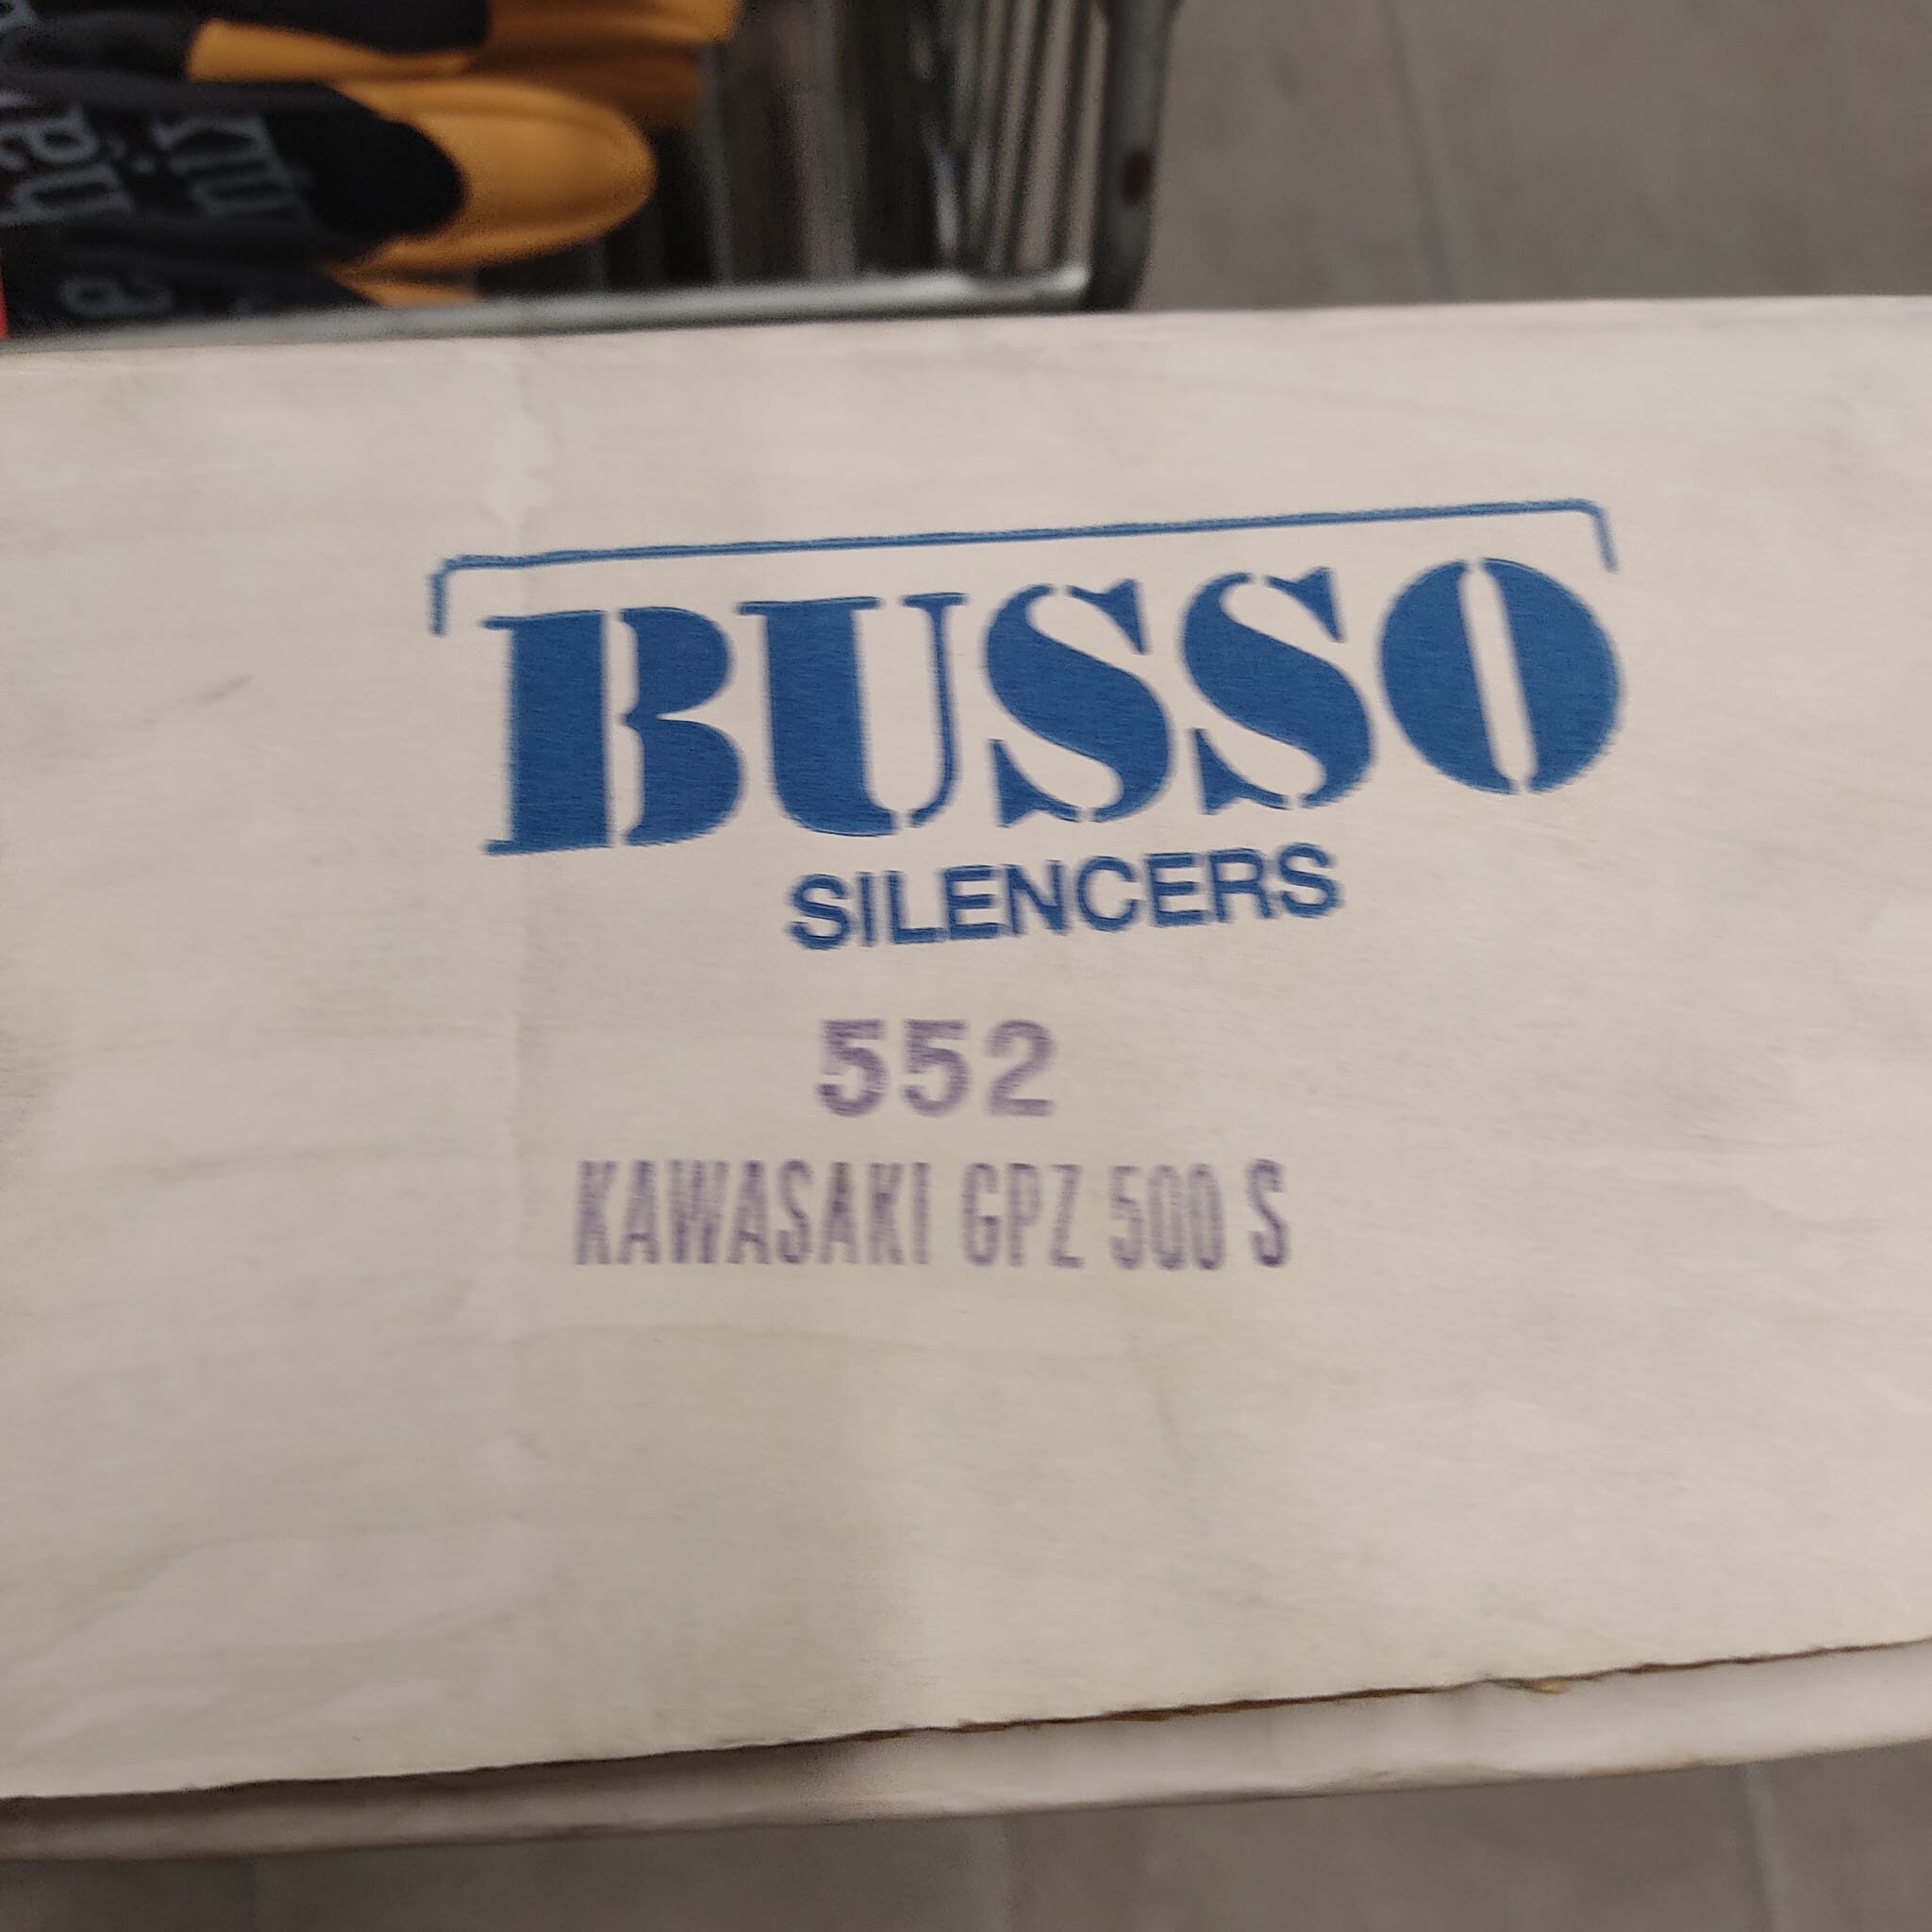 BUSSO
SILENCERS
552
KAWASAKI GPZ 500 S